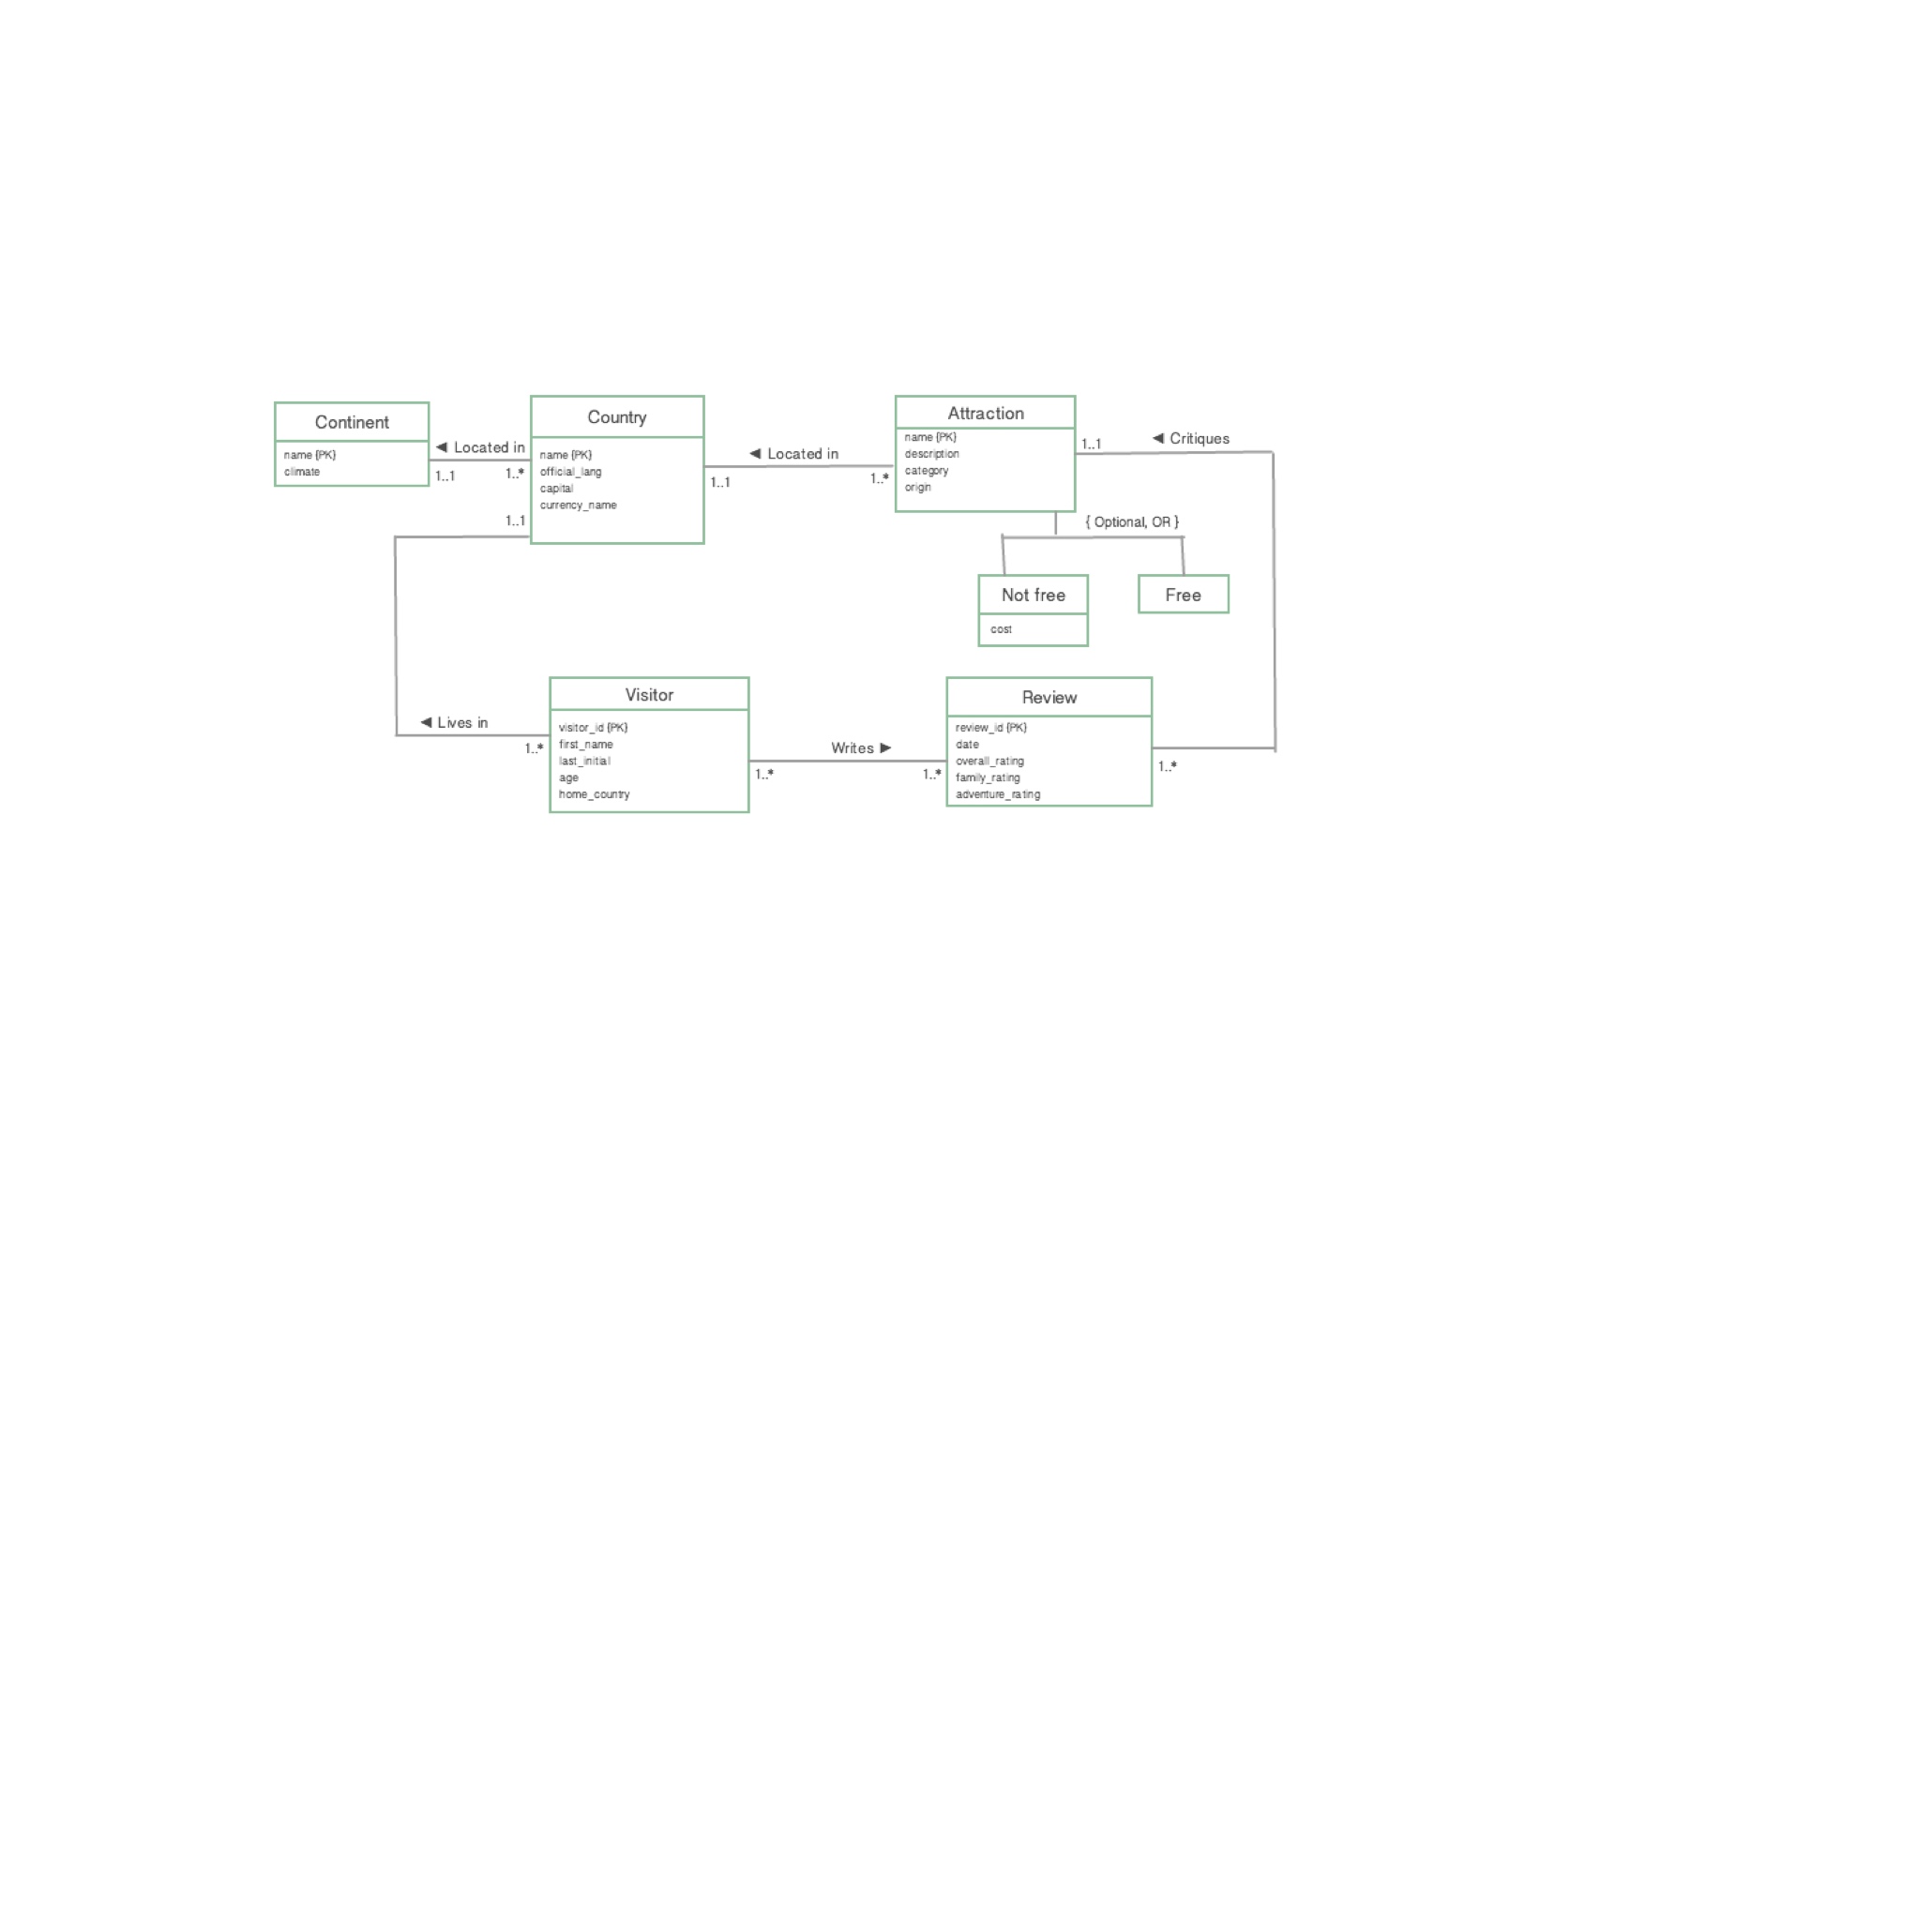 Continent
name {PK}
climate
◄ Located in
1..1
1..*
Country
name {PK}
official_lang
capital
currency_name
1..1
◄ Located in
1..1
1..*
Attraction
name {PK}
description
category
origin
1..1
◄ Critiques
{ Optional, OR }
Not free
cost
Free
◄ Lives in
1..*
Visitor
visitor_id {PK}
first_name
last_initial
age
home_country
Writes ►
1..*
1..*
Review
review_id {PK}
date
overall_rating
family_rating
adventure_rating
1..*